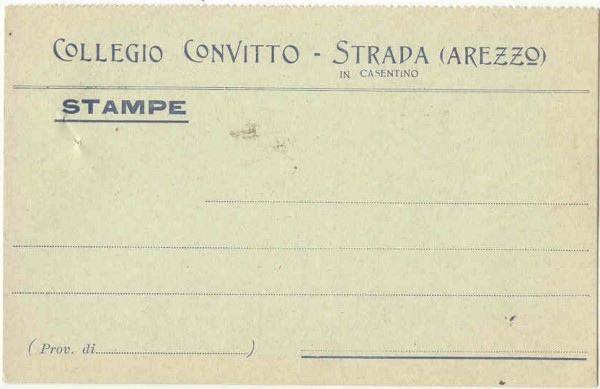 COLLEGIO CONVITTO - STRADA (AREZZO)
IN CASENTINO
STAMPE
(Prov. di........................)